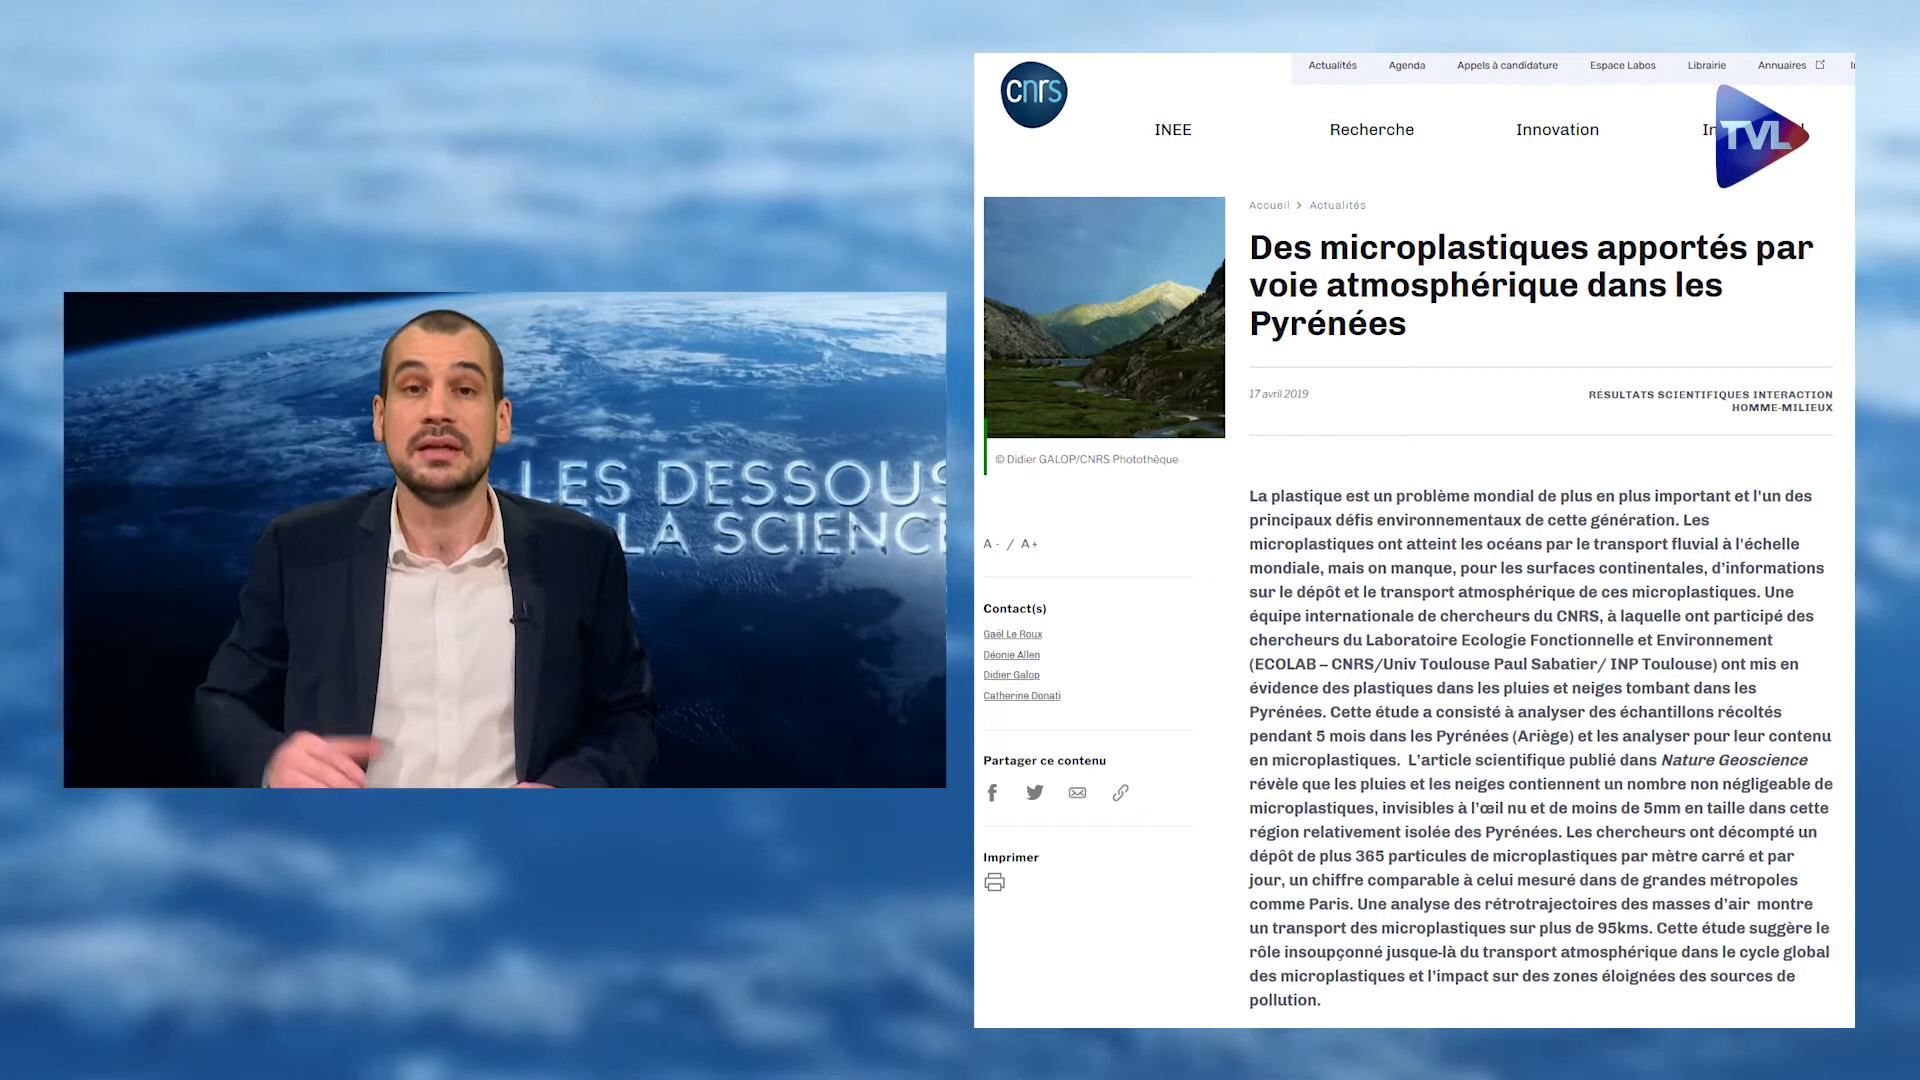 LES DESSOUS
LA SCIENC
cnrs
Actualités Agenda Appels à candidature Espace Labos Librairie Annuaires
INEE Recherche Innovation
TVL
Accueil > Actualités
Des microplastiques apportés par
voie atmosphérique dans les
Pyrénées
17 avril 2019
RÉSULTATS SCIENTIFIQUES INTERACTION
HOMME-MILIEUX
© Didier GALOP/CNRS Photothèque
A - / A+
Contact(s)
Gaël Le Roux
Déonie Allen
Didier Galop
Catherine Donati
Partager ce contenu
Imprimer
La plastique est un problème mondial de plus en plus important et l'un des
principaux défis environnementaux de cette génération. Les
microplastiques ont atteint les océans par le transport fluvial à l'échelle
mondiale, mais on manque, pour les surfaces continentales, d’informations
sur le dépôt et le transport atmosphérique de ces microplastiques. Une
équipe internationale de chercheurs du CNRS, à laquelle ont participé des
chercheurs du Laboratoire Ecologie Fonctionnelle et Environnement
(ECOLAB – CNRS/Univ Toulouse Paul Sabatier/ INP Toulouse) ont mis en
évidence des plastiques dans les pluies et neiges tombant dans les
Pyrénées. Cette étude a consisté à analyser des échantillons récoltés
pendant 5 mois dans les Pyrénées (Ariège) et les analyser pour leur contenu
en microplastiques. L’article scientifique publié dans Nature Geoscience
révèle que les pluies et les neiges contiennent un nombre non négligeable de
microplastiques, invisibles à l’œil nu et de moins de 5mm en taille dans cette
région relativement isolée des Pyrénées. Les chercheurs ont décompté un
dépôt de plus 365 particules de microplastiques par mètre carré et par
jour, un chiffre comparable à celui mesuré dans de grandes métropoles
comme Paris. Une analyse des rétrotrajectoires des masses d’air montre
un transport des microplastiques sur plus de 95kms. Cette étude suggère le
rôle insoupçonné jusque-là du transport atmosphérique dans le cycle global
des microplastiques et l’impact sur des zones éloignées des sources de
pollution.